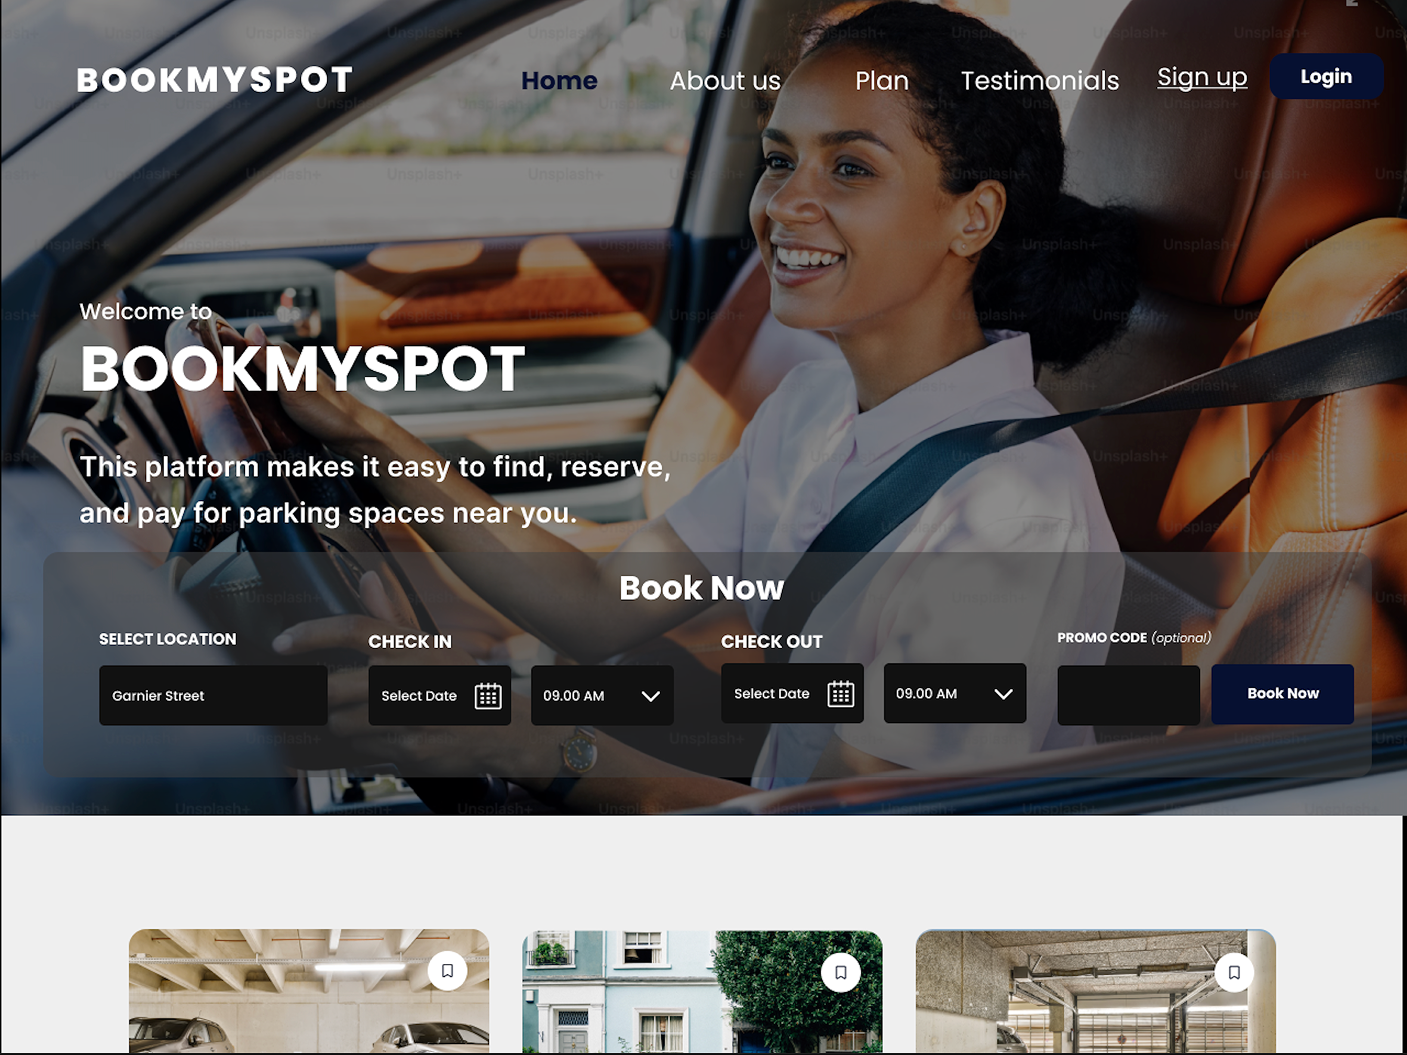 BOOKMYSPOT
Home About us Plan Testimonials Sign up Login
Welcome to
BOOKMYSPOT
This platform makes it easy to find, reserve,
and pay for parking spaces near you.
Book Now
SELECT LOCATION CHECK IN CHECK OUT PROMO CODE (optional)
Garnier Street Select Date 09.00 AM Select Date 09.00 AM Book Now
Unsplash+